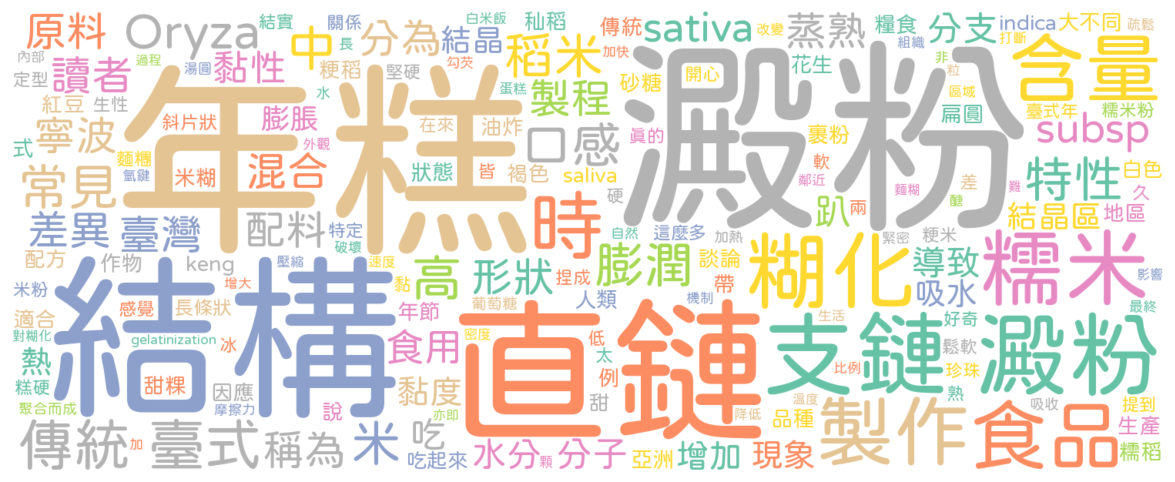 原料 Oryza 結實 關係 長 白米飯 秈稻 傳統 sativa 改變 蒸熟 糧食 組織 分支 indica 打斷 大不同 疏鬆
內部 過程 湯圓 定型 讀者 黏性 中 粳稻 分為 結晶 勾芡 加快 稻米 砂糖 開心 花生 非 粒 區域 含量
紅豆 生性 斜片狀 膨脹 年糕 水 堅硬 蛋糕 製程 澱粉 扁圓 臺式年 糯米粉
式 寧波 麵糰 氫鍵 外觀 在來 油炸 口感 裹粉 眞的 軟 subsp 白色
常見 米糊 混合 狀態 皆 褐色 saliva 硬 鄰近 麵糊 差 難 特性 久
差異 臺灣 配料 特定 破壞 時 自然 這麼多 趴 兩 醣 結晶區 地區
配方 作物 keng 增大 壓縮 速度 高 形狀 膨潤 談論 加熱 糊化 緊密 粳米 導致 糯米
米粉 感覺 長條狀 黏 年節 葡萄糖 捏成 人類 帶 機制 吸水 影響
適合 對糊化 gelatinization 冰 結構 食用 密度 直鏈 低 支鏈 生活 好奇 澱粉 最終
熱 糕硬 甜粿 因應 太 例 比例 鬆軟 珍珠
聚合而成 摩擦力 說 黏度 亦即 甜 降低 溫度 熟 吸收 提到
傳統 加 臺式 稱為 米 吃 吃起來 水分 顆 分子 亞洲 增加 現象 品種 製作 食品 生產 糯稻